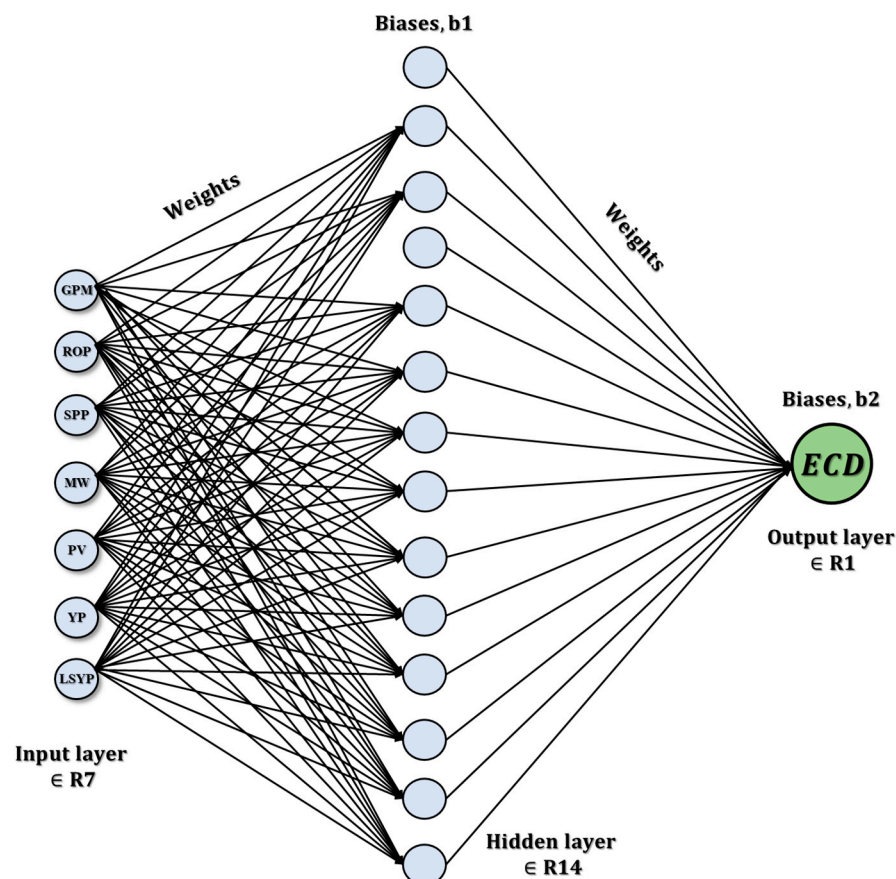 Biases, b1
Weights
Weights
GPM
ROP
SPP
MW
PV
YP
LSYP
Input layer
∈ R7
Hidden layer
∈ R14
Biases, b2
ECD
Output layer
∈ R1